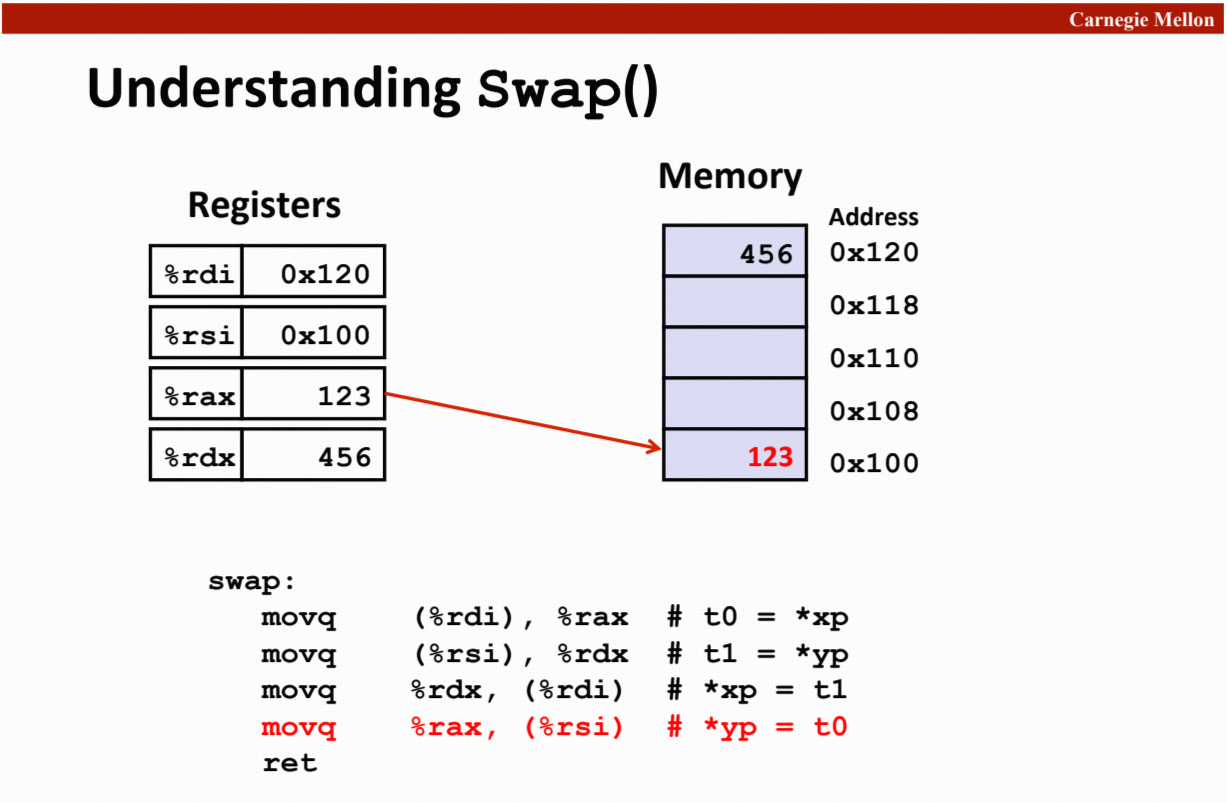 Carnegie Mellon
Understanding Swap()
Registers
%rdi 0x120
%rsi 0x100
%rax 123
%rdx 456
Memory
Address
456 0x120
0x118
0x110
0x108
123 0x100
swap:
movq (%rdi), %rax # t0 = *xp
movq (%rsi), %rdx # t1 = *yp
movq %rdx, (%rdi) # *xp = t1
movq %rax, (%rsi) # *yp = t0
ret